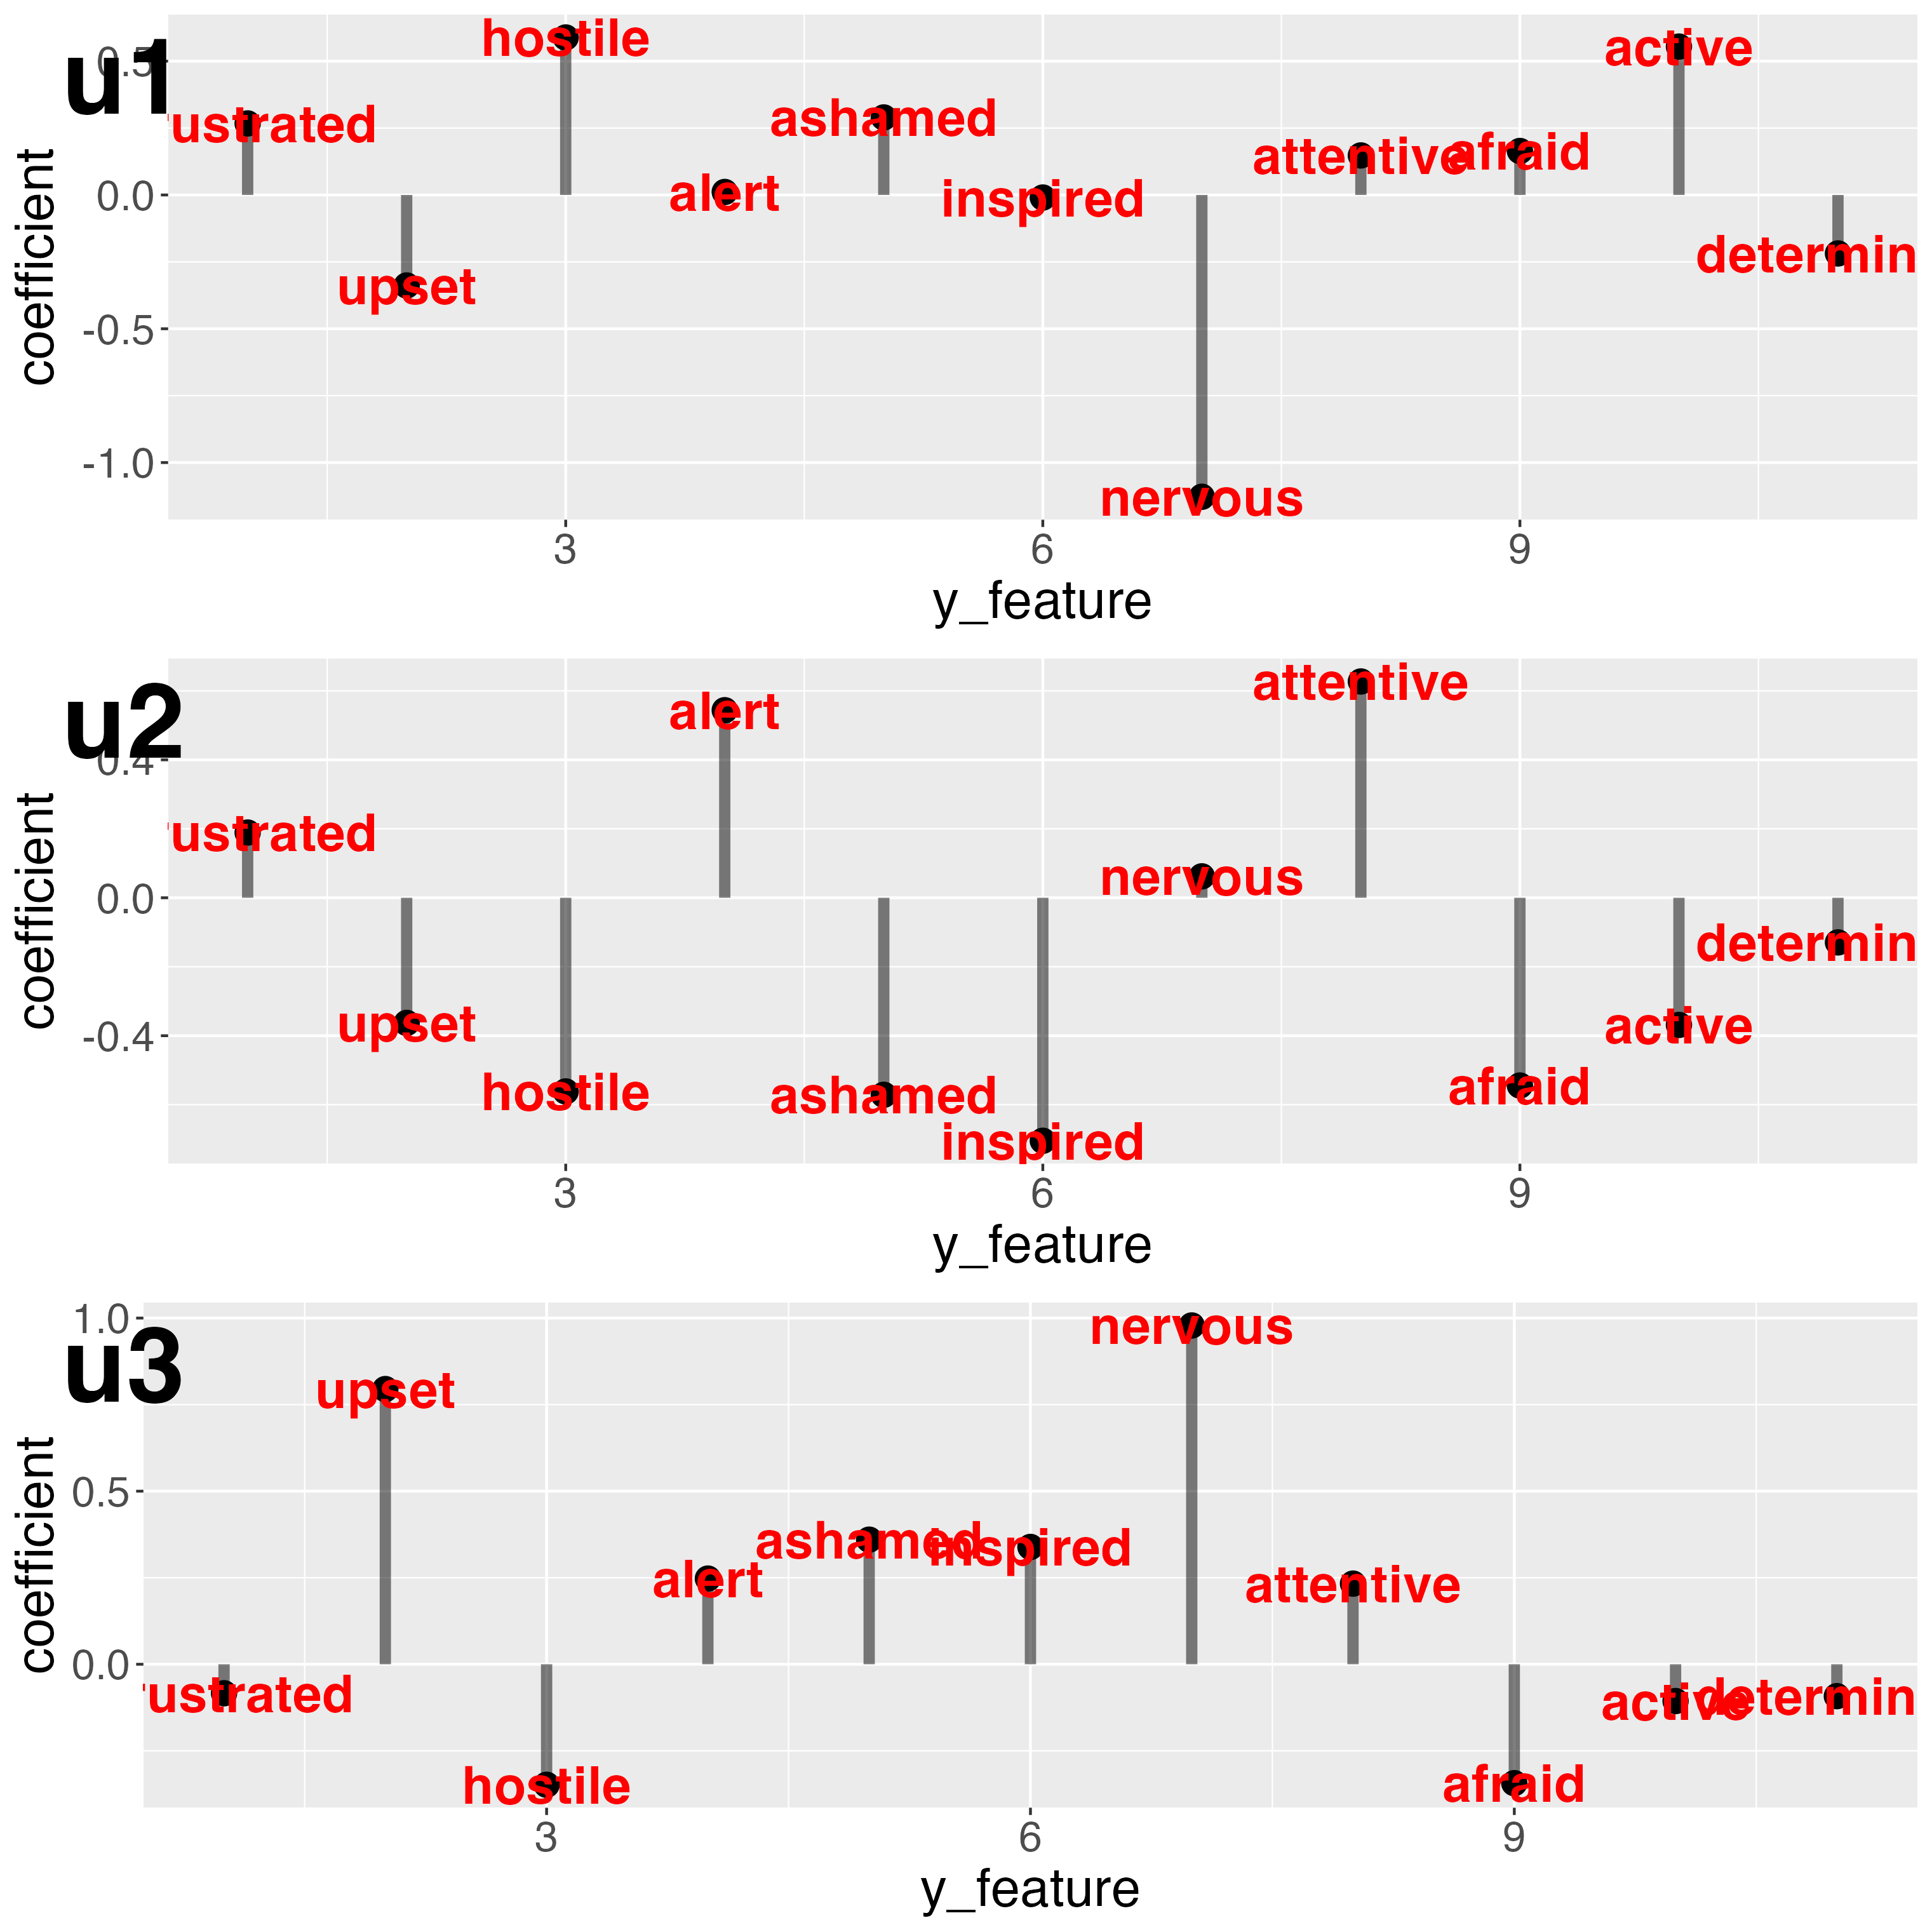 u1
hostile
active
0.5
ustrated
ashamed
attentive
afraid
alert
inspired
0.0
determin
upset
-0.5
-1.0
nervous
coefficient
3 6 9
y_feature
u2
attentive
alert
0.4
ustrated
nervous
0.0
determin
upset
active
-0.4
hostile
ashamed
afraid
inspired
coefficient
3 6 9
y_feature
u3
1.0
nervous
upset
0.5
ashamed
inspired
alert
attentive
0.0
ustrated
active
determin
hostile
afraid
coefficient
3 6 9
y_feature